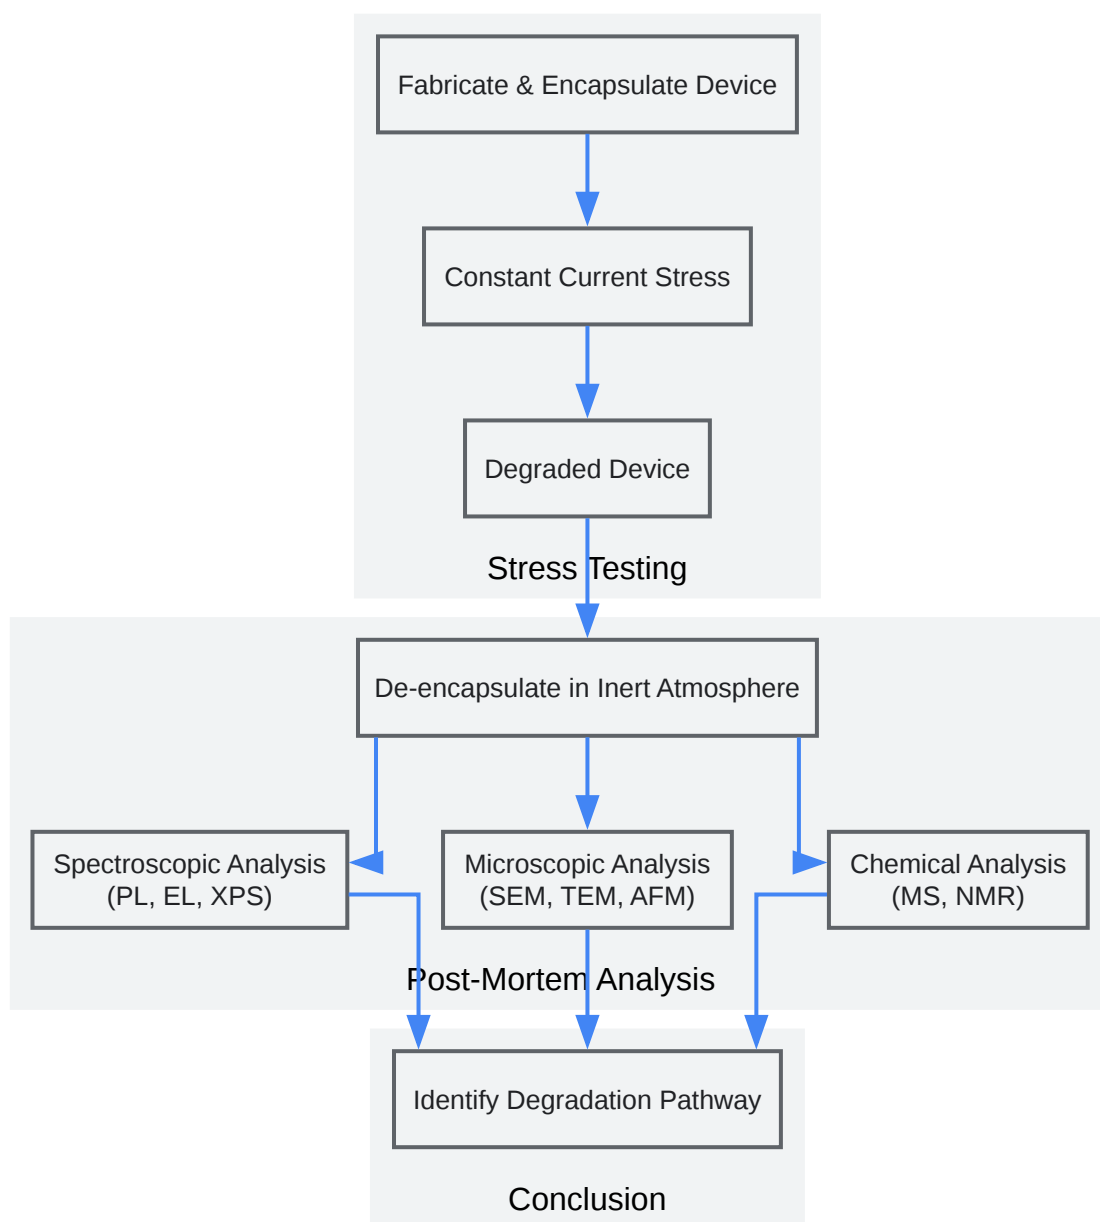 Fabricate & Encapsulate Device
Constant Current Stress
Degraded Device
Stress Testing
De-encapsulate in Inert Atmosphere
Spectroscopic Analysis
(PL, EL, XPS)
Microscopic Analysis
(SEM, TEM, AFM)
Chemical Analysis
(MS, NMR)
Post-Mortem Analysis
Identify Degradation Pathway
Conclusion